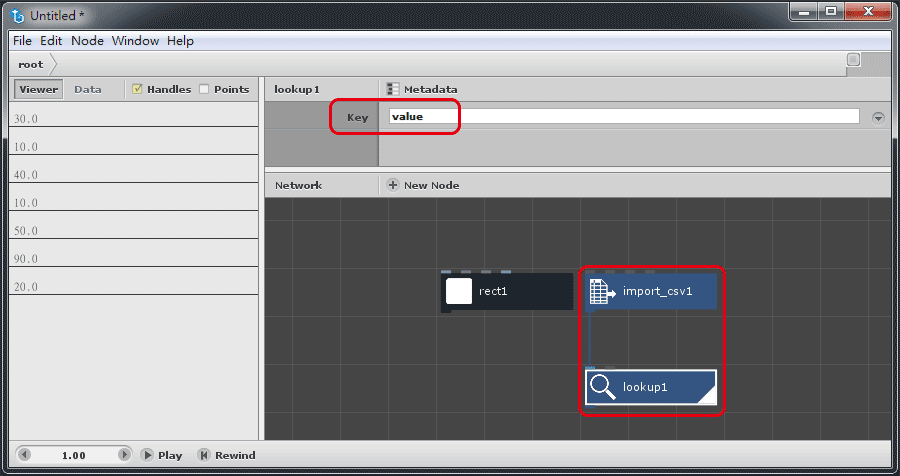 Untitled *
File Edit Node Window Help
root
Viewer Data Handles Points
lookup1 Metadata
Key value
Network New Node
30.0
10.0
40.0
10.0
50.0
90.0
20.0
rect1
import_csv1
lookup1
1.00 Play Rewind